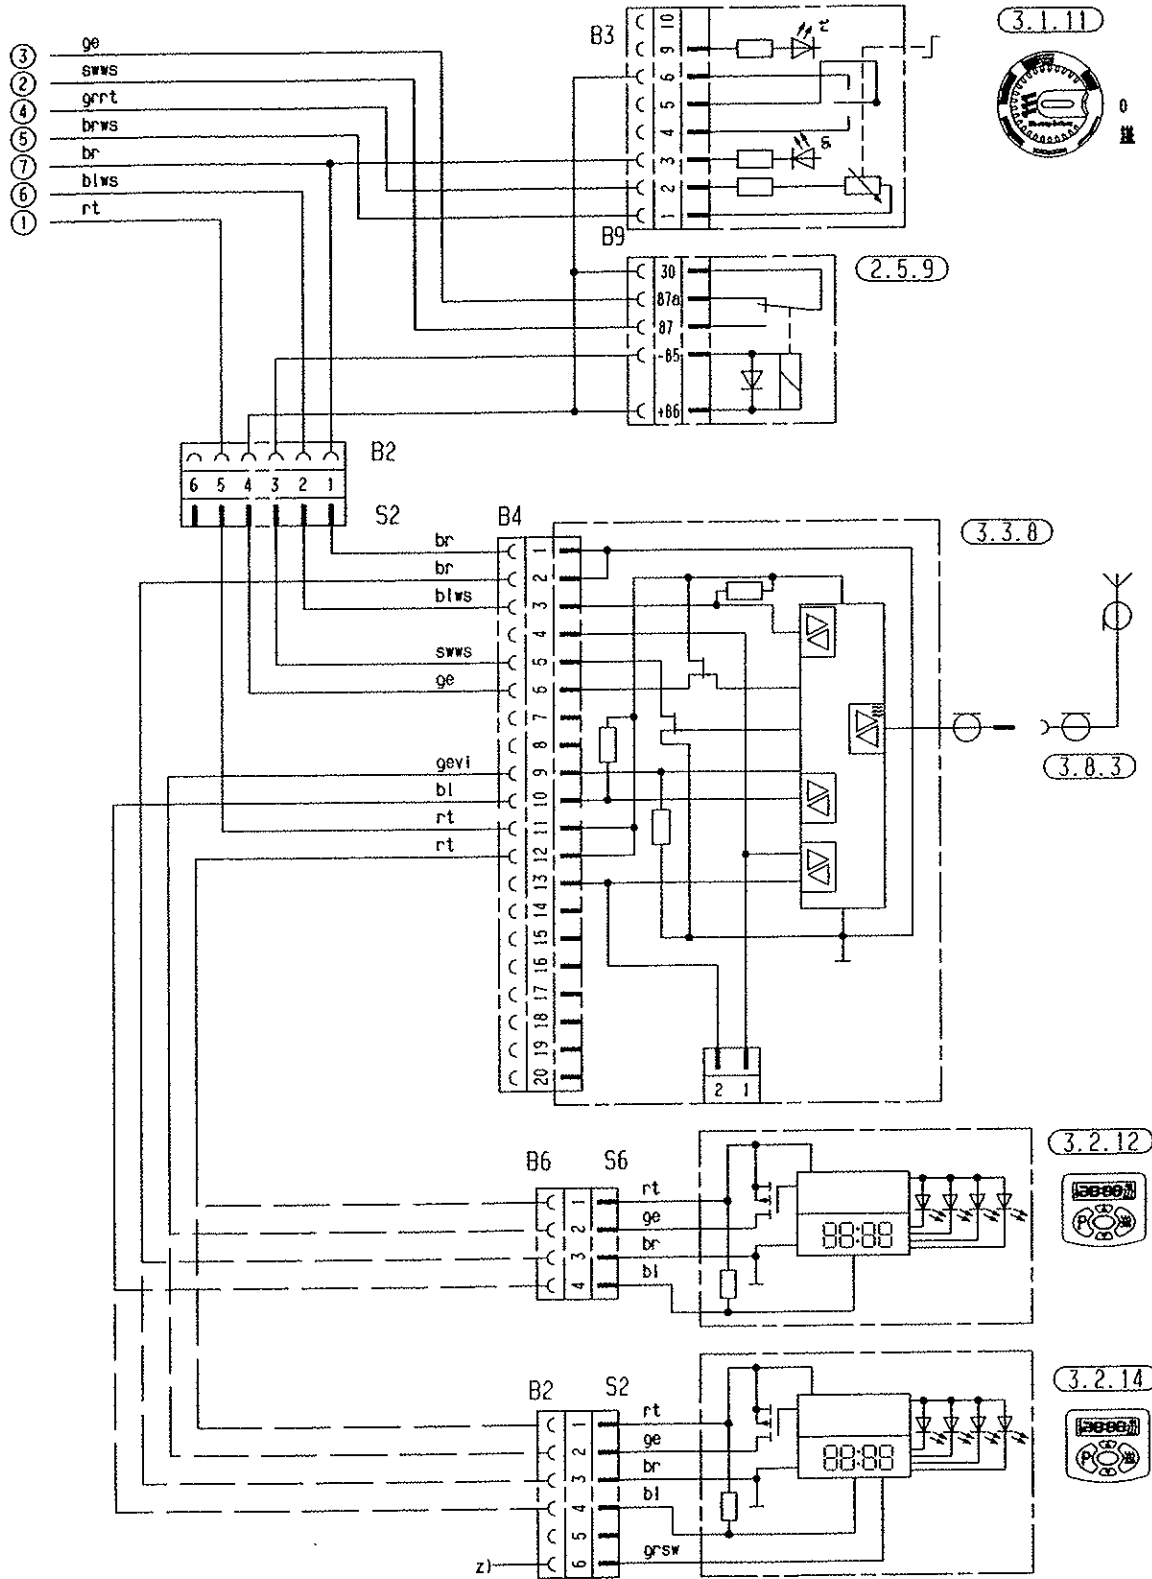 B3
10
9
6
5
4
3
2
1
3.1.11
0
3 ge
2 swws
4 grrt
5 brws
7 br
6 blws
1 rt
B9
30
87a
87
-85
+86
2.5.9
B2
6 5 4 3 2 1
S2
B4
3.3.8
br 1
br 2
blws 3
4
swws 5
ge 6
7
8
gevi 9
bl 10
rt 11
rt 12
13
14
15
16
17
18
19
20
2 1
3.8.3
B6 S6
3.2.12
1 rt
2 ge
3 br
4 bl
88:88
P
B2 S2
3.2.14
1 rt
2 ge
3 br
4 bl
5
z) 6 grsw
88:88
P